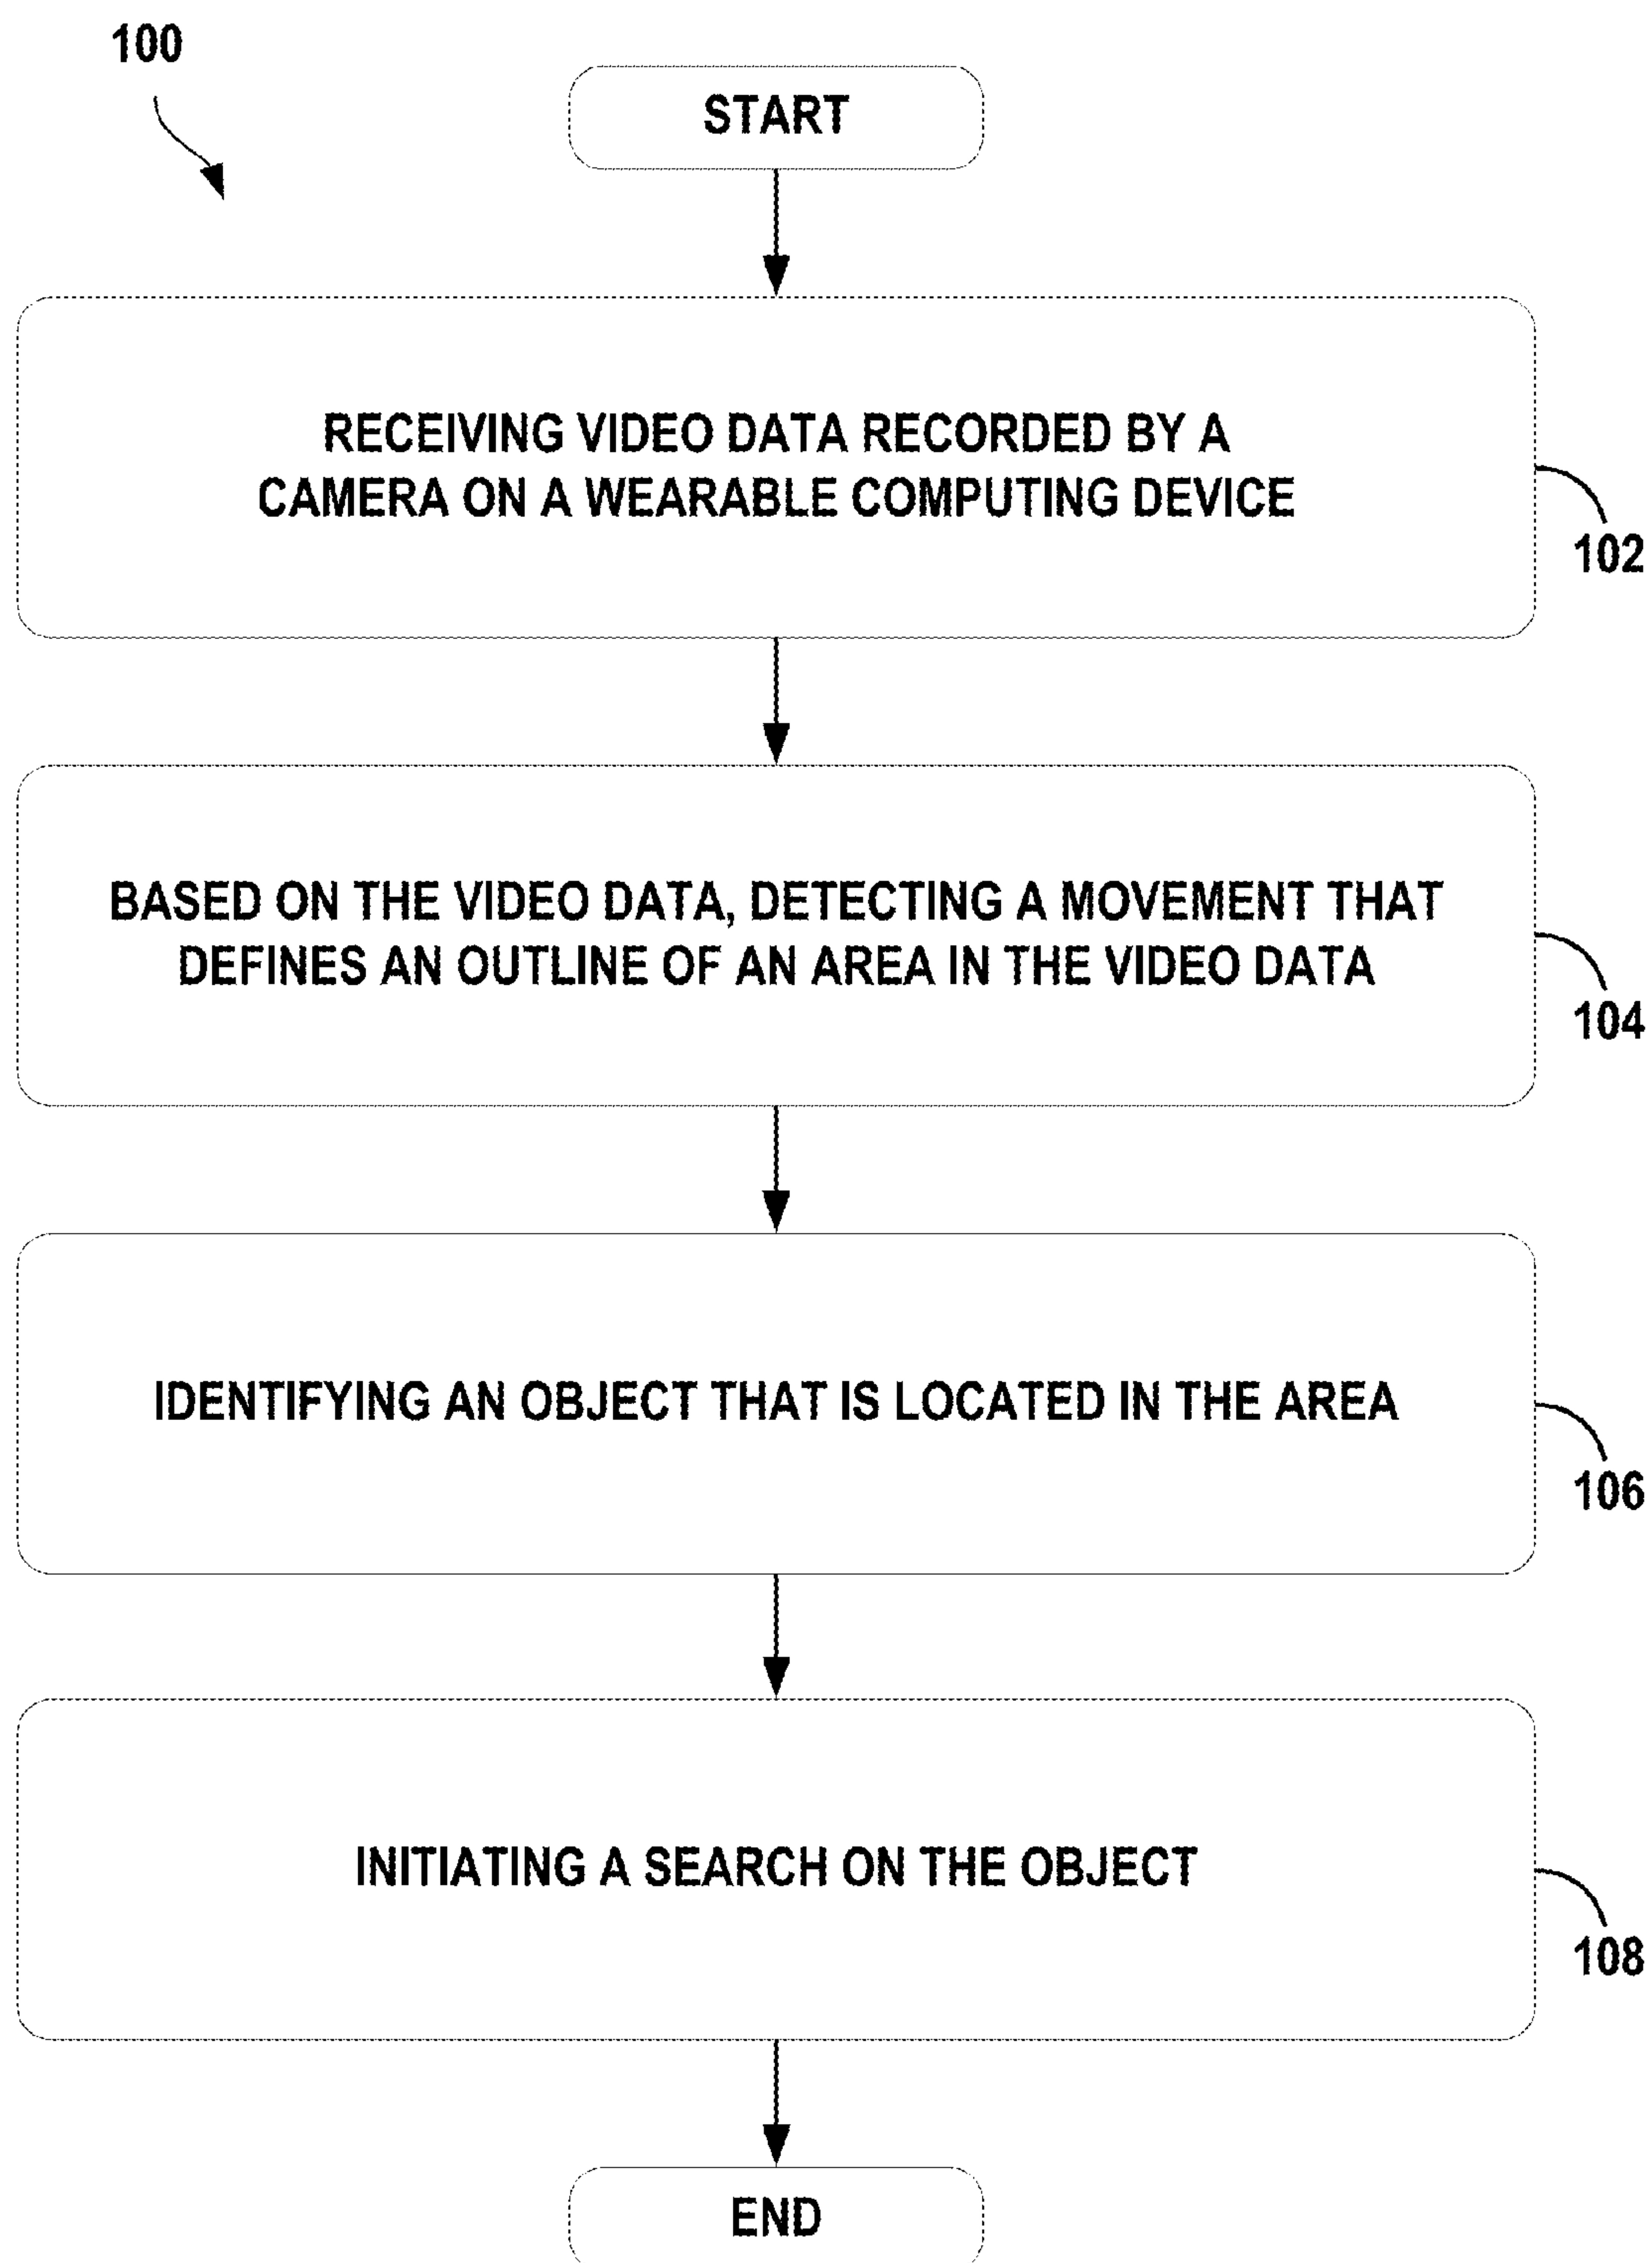 100
START
RECEIVING VIDEO DATA RECORDED BY A
CAMERA ON A WEARABLE COMPUTING DEVICE
102
BASED ON THE VIDEO DATA, DETECTING A MOVEMENT THAT
DEFINES AN OUTLINE OF AN AREA IN THE VIDEO DATA
104
IDENTIFYING AN OBJECT THAT IS LOCATED IN THE AREA
106
INITIATING A SEARCH ON THE OBJECT
108
END